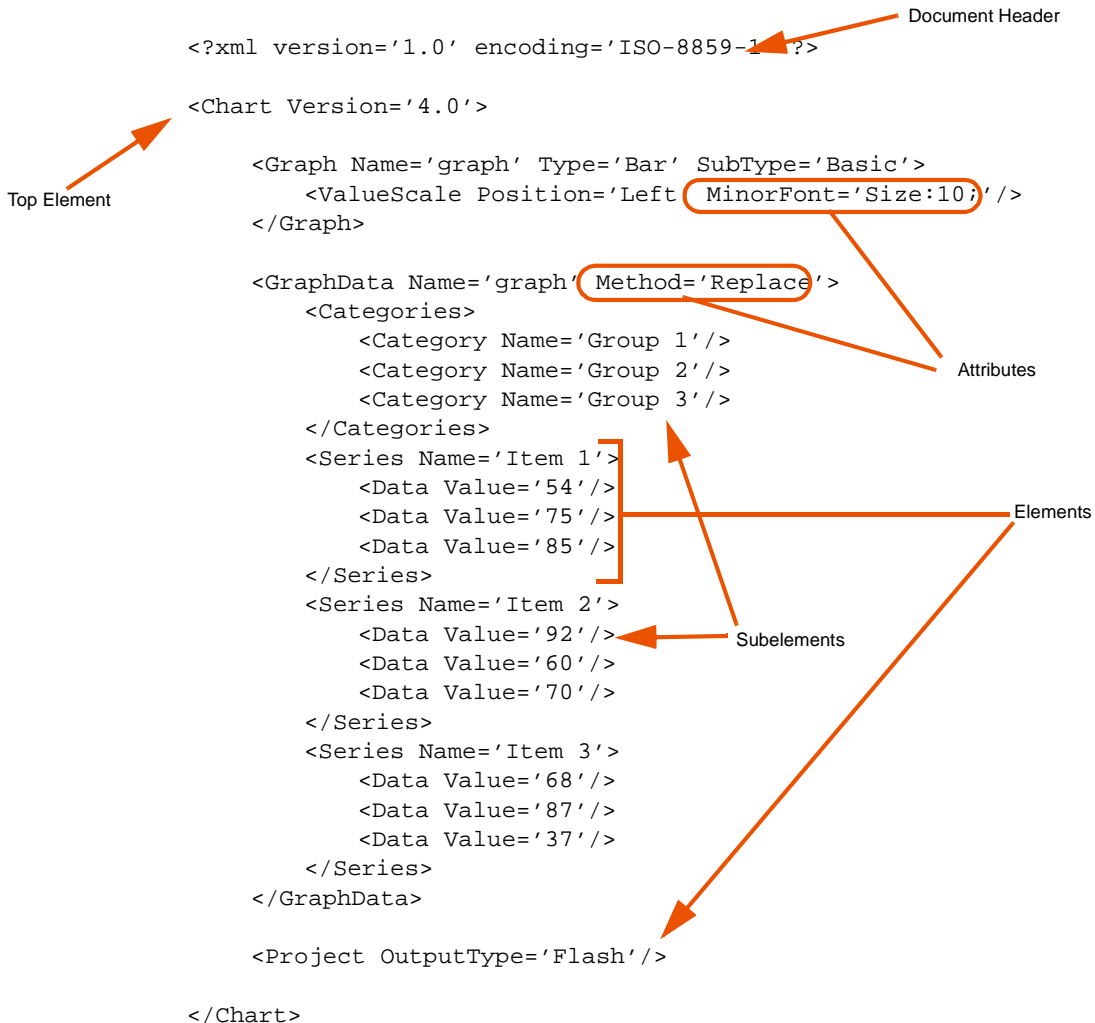 Document Header
<?xml version='1.0' encoding='ISO-8859-1'?>
<Chart Version='4.0'>
<Graph Name='graph' Type='Bar' SubType='Basic'>
Top Element
<ValueScale Position='Left MinorFont='Size:10;'/>
</Graph>
<GraphData Name='graph' Method='Replace'>
<Categories>
<Category Name='Group 1'/>
<Category Name='Group 2'/>
Attributes
<Category Name='Group 3'/>
</Categories>
<Series Name='Item 1'>
<Data Value='54'/>
<Data Value='75'/>
Elements
<Data Value='85'/>
</Series>
<Series Name='Item 2'>
<Data Value='92'/>
Subelements
<Data Value='60'/>
<Data Value='70'/>
</Series>
<Series Name='Item 3'>
<Data Value='68'/>
<Data Value='87'/>
<Data Value='37'/>
</Series>
</GraphData>
<Project OutputType='Flash'/>
</Chart>